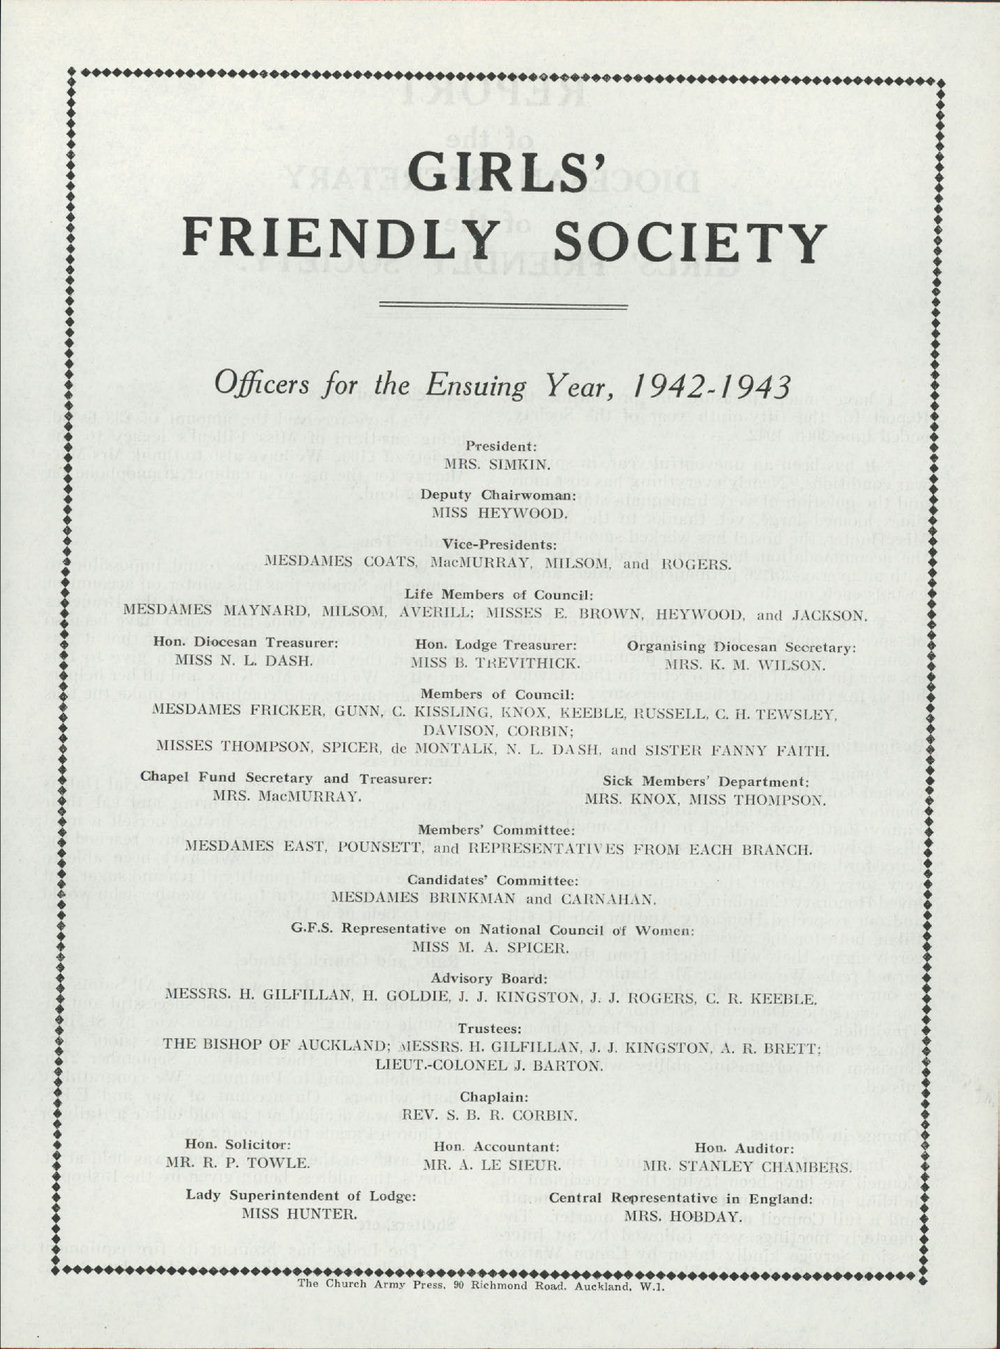 GIRLS'
FRIENDLY SOCIETY
Officers for the Ensuing Year, 1942-1943
President:
MRS. SIMKIN.
Deputy Chairwoman:
MISS HEYWOOD.
Vice-Presidents:
MESDAMES COATS, MacMURRAY, MILSOM, and ROGERS.
Life Members of Council:
MESDAMES MAYNARD, MILSOM, AVERILL; MISSES E. BROWN, HEYWOOD, and JACKSON.
Hon. Diocesan Treasurer: Hon. Lodge Treasurer: Organising Diocesan Secretary:
MISS N. L. DASH. MISS B. TREVITHICK. MRS. K. M. WILSON.
Members of Council:
MESDAMES FRICKER, GUNN, C. KISSLING, KNOX, KEEBLE, RUSSELL, C. H. TEWSLEY,
DAVISON, CORBIN;
MISSES THOMPSON, SPICER, de MONTALK, N. L. DASH, and SISTER FANNY FAITH.
Chapel Fund Secretary and Treasurer: Sick Members' Department:
MRS. MacMURRAY. MRS. KNOX, MISS THOMPSON.
Members' Committee:
MESDAMES EAST, POUNSETT, and REPRESENTATIVES FROM EACH BRANCH.
Candidates' Committee:
MESDAMES BRINKMAN and CARNAHAN.
G.F.S. Representative on National Council of Women:
MISS M. A. SPICER.
Advisory Board:
MESSRS. H. GILFILLAN, H. GOLDIE, J. J. KINGSTON, J. J. ROGERS, C. R. KEEBLE.
Trustees:
THE BISHOP OF AUCKLAND; MESSRS. H. GILFILLAN, J. J. KINGSTON, A. R. BRETT;
LIEUT.-COLONEL J. BARTON.
Chaplain:
REV. S. B. R. CORBIN.
Hon. Solicitor: Hon. Accountant: Hon. Auditor:
MR. R. P. TOWLE. MR. A. LE SIEUR. MR. STANLEY CHAMBERS.
Lady Superintendent of Lodge: Central Representative in England:
MISS HUNTER. MRS. HOBDAY.
The Church Army Press, 90 Richmond Road, Auckland, W.1.